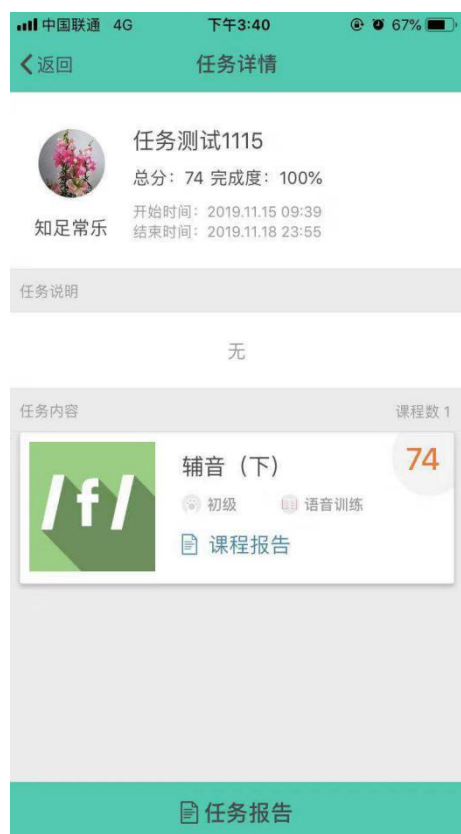 中国联通 4G 下午3:40 67%
返回 任务详情
任务测试1115
总分：74 完成度：100%
开始时间：2019.11.15 09:39
知足常乐
结束时间：2019.11.18 23:55
任务说明
无
任务内容 课程数 1
/f/
辅音（下） 74
初级 语音训练
课程报告
任务报告